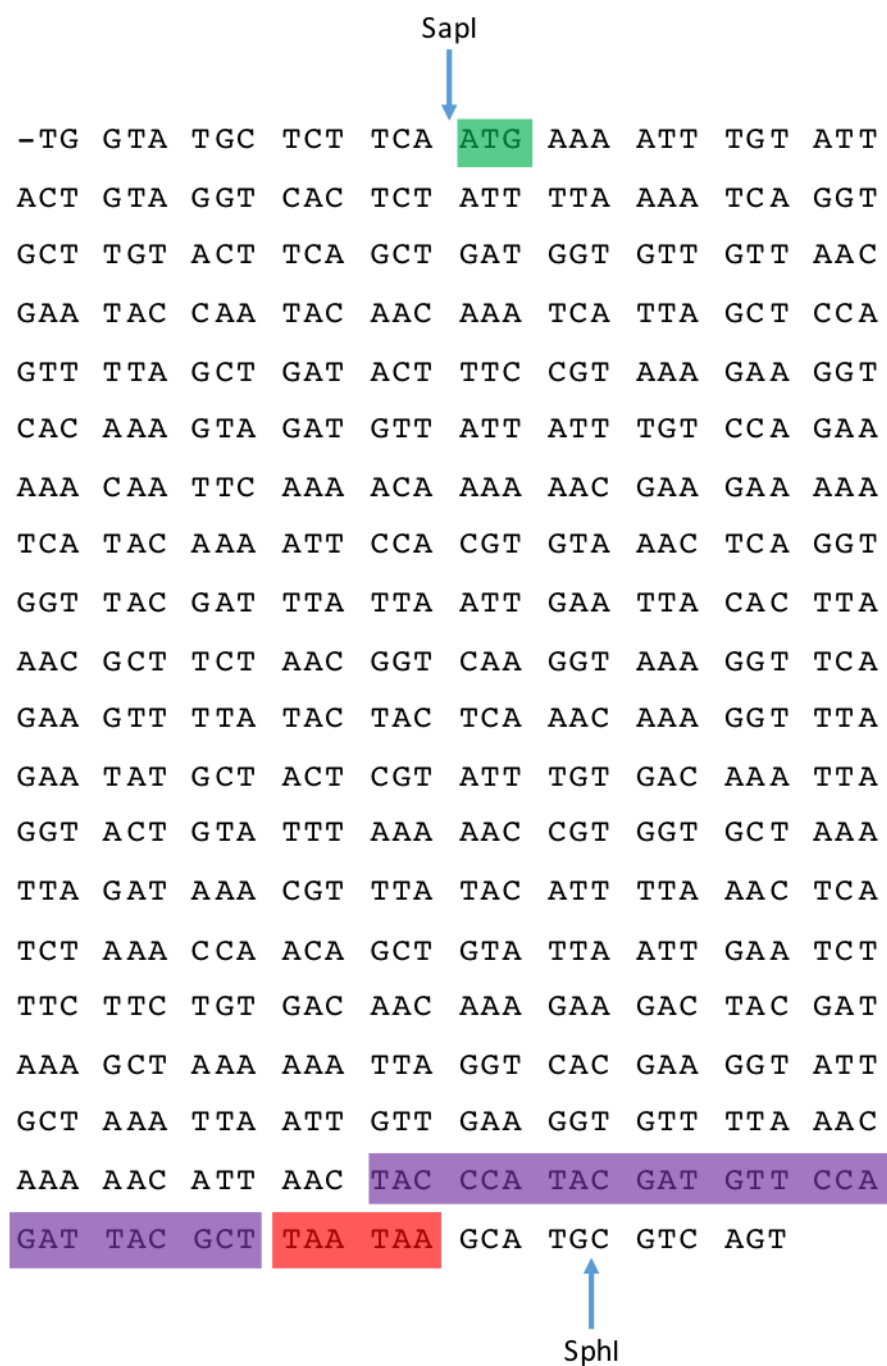 SapI
-TG GTA TGC TCT TCA ATG AAA ATT TGT ATT
ACT GTA GGT CAC TCT ATT TTA AAA TCA GGT
GCT TGT ACT TCA GCT GAT GGT GTT GTT AAC
GAA TAC CAA TAC AAC AAA TCA TTA GCT CCA
GTT TTA GCT GAT ACT TTC CGT AAA GAA GGT
CAC AAA GTA GAT GTT ATT ATT TGT CCA GAA
AAA CAA TTC AAA ACA AAA AAC GAA GAA AAA
TCA TAC AAA ATT CCA CGT GTA AAC TCA GGT
GGT TAC GAT TTA TTA ATT GAA TTA CAC TTA
AAC GCT TCT AAC GGT CAA GGT AAA GGT TCA
GAA GTT TTA TAC TAC TCA AAC AAA GGT TTA
GAA TAT GCT ACT CGT ATT TGT GAC AAA TTA
GGT ACT GTA TTT AAA AAC CGT GGT GCT AAA
TTA GAT AAA CGT TTA TAC ATT TTA AAC TCA
TCT AAA CCA ACA GCT GTA TTA ATT GAA TCT
TTC TTC TGT GAC AAC AAA GAA GAC TAC GAT
AAA GCT AAA AAA TTA GGT CAC GAA GGT ATT
GCT AAA TTA ATT GTT GAA GGT GTT TTA AAC
AAA AAC ATT AAC TAC CCA TAC GAT GTT CCA
GAT TAC GCT TAA TAA GCA TGC GTC AGT
SphI